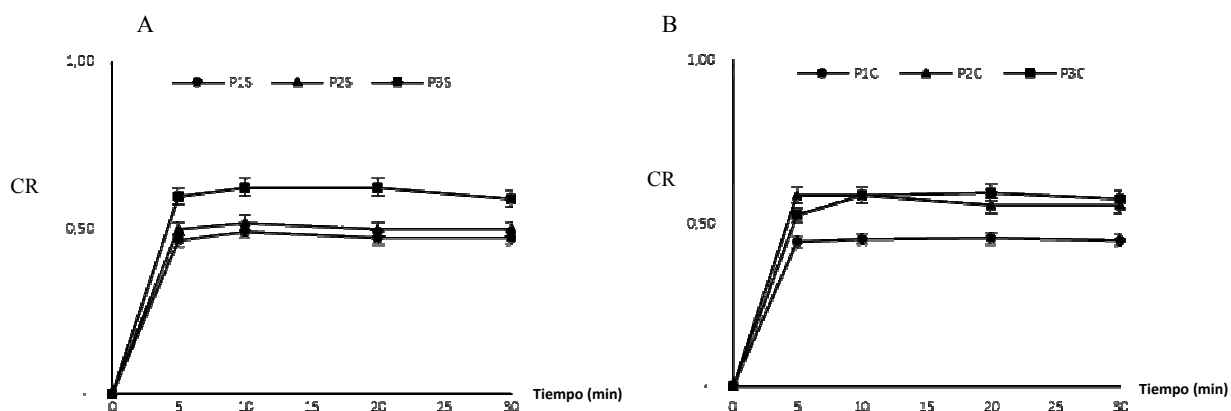 A
1,00
P1S P2S P3S
CR
0,50
-
0 5 10 15 20 25 30
Tiempo (min)
B
1,00
P1C P2C P3C
CR
0,50
-
0 5 10 15 20 25 30
Tiempo (min)